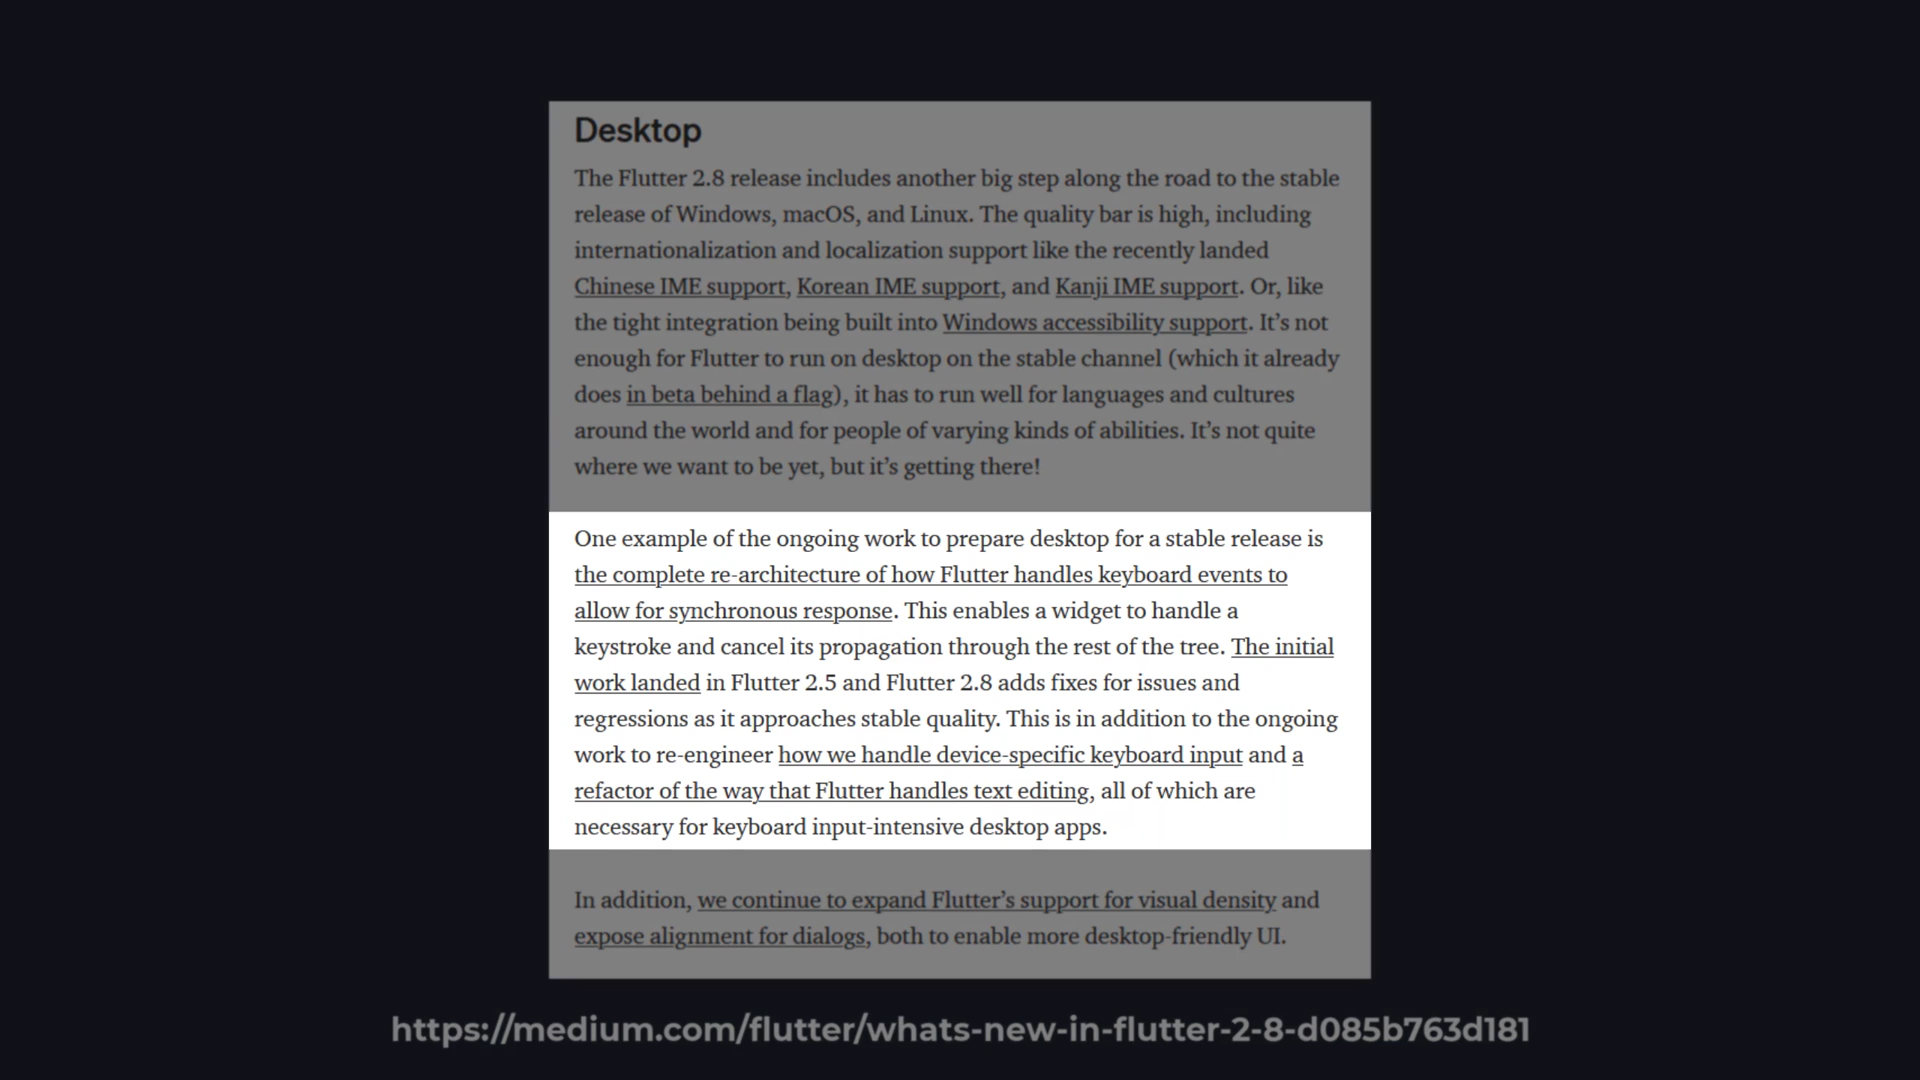 Desktop
The Flutter 2.8 release includes another big step along the road to the stable
release of Windows, macOS, and Linux. The quality bar is high, including
internationalization and localization support like the recently landed
Chinese IME support, Korean IME support, and Kanji IME support. Or, like
the tight integration being built into Windows accessibility support. It’s not
enough for Flutter to run on desktop on the stable channel (which it already
does in beta behind a flag), it has to run well for languages and cultures
around the world and for people of varying kinds of abilities. It’s not quite
where we want to be yet, but it’s getting there!
One example of the ongoing work to prepare desktop for a stable release is
the complete re-architecture of how Flutter handles keyboard events to
allow for synchronous response. This enables a widget to handle a
keystroke and cancel its propagation through the rest of the tree. The initial
work landed in Flutter 2.5 and Flutter 2.8 adds fixes for issues and
regressions as it approaches stable quality. This is in addition to the ongoing
work to re-engineer how we handle device-specific keyboard input and a
refactor of the way that Flutter handles text editing, all of which are
necessary for keyboard input-intensive desktop apps.
In addition, we continue to expand Flutter’s support for visual density and
expose alignment for dialogs, both to enable more desktop-friendly UI.
https://medium.com/flutter/whats-new-in-flutter-2-8-d085b763d181